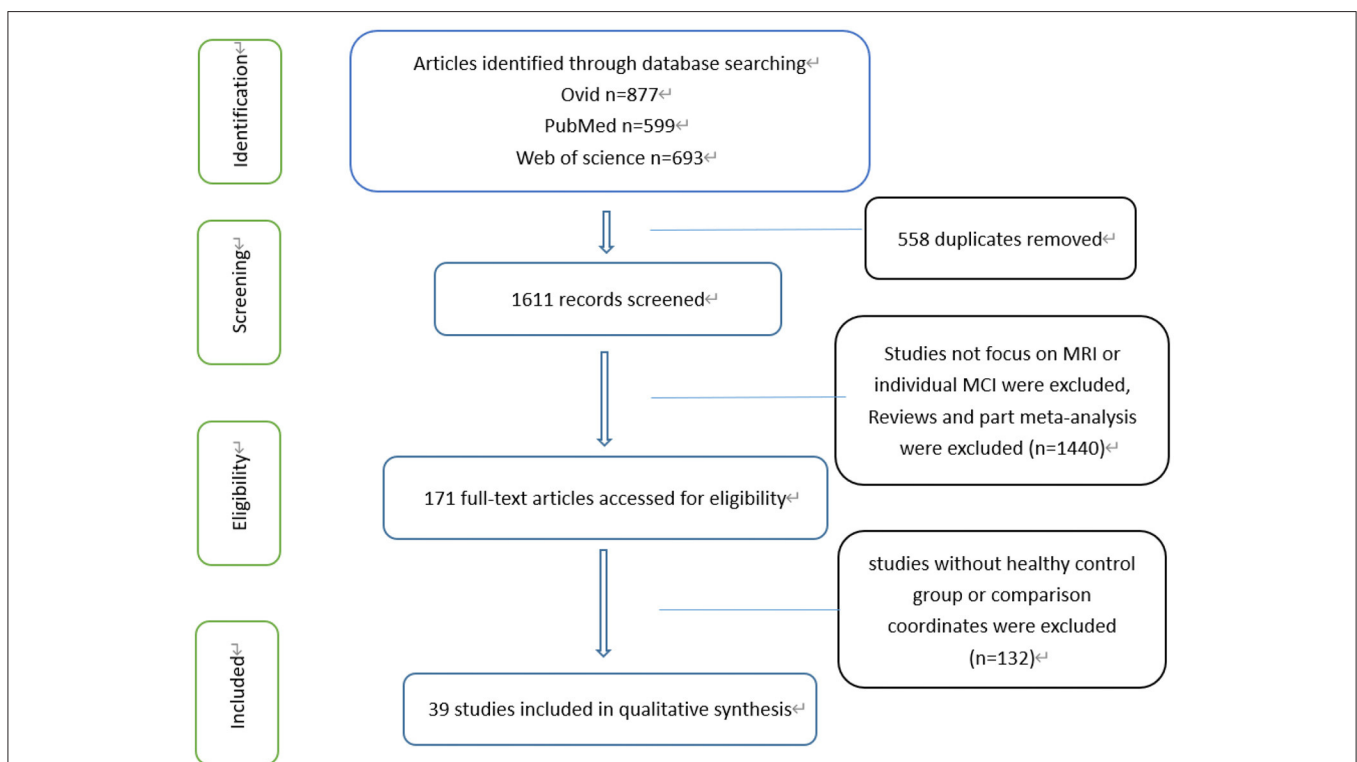 Identification
Articles identified through database searching↵
Ovid n=877↵
PubMed n=599↵
Web of science n=693↵
558 duplicates removed↵
Screening
1611 records screened↵
Studies not focus on MRI or
individual MCI were excluded,
Reviews and part meta-analysis
were excluded (n=1440)↵
Eligibility
171 full-text articles accessed for eligibility↵
studies without healthy control
group or comparison
coordinates were excluded
(n=132)↵
Included
39 studies included in qualitative synthesis↵